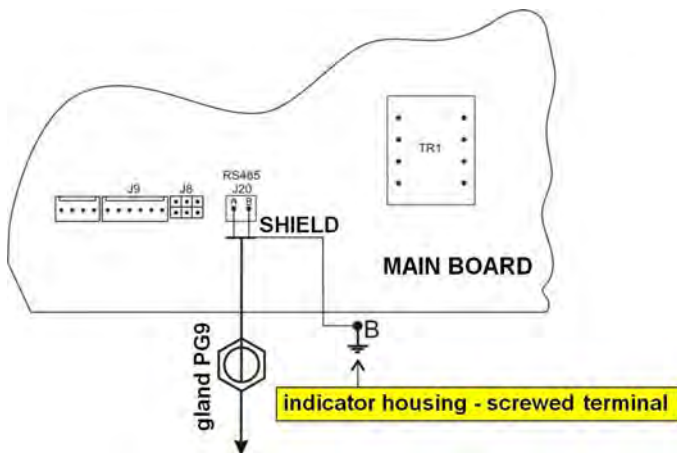 TR1
RS485
J9
J8
J20
A B
SHIELD
MAIN BOARD
B
gland PG9
indicator housing - screwed terminal